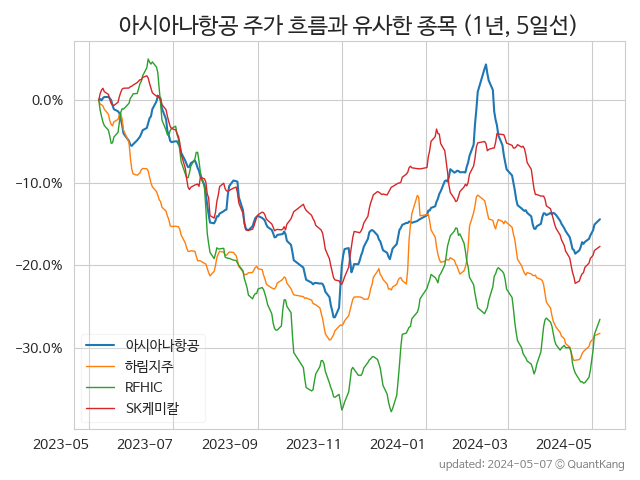 아시아나항공 주가 흐름과 유사한 종목 (1년, 5일선)
0.0%
−10.0%
−20.0%
−30.0%
아시아나항공
하림지주
RFHIC
SK케미칼
2023-05 2023-07 2023-09 2023-11 2024-01 2024-03 2024-05
updated: 2024-05-07 © QuantKang